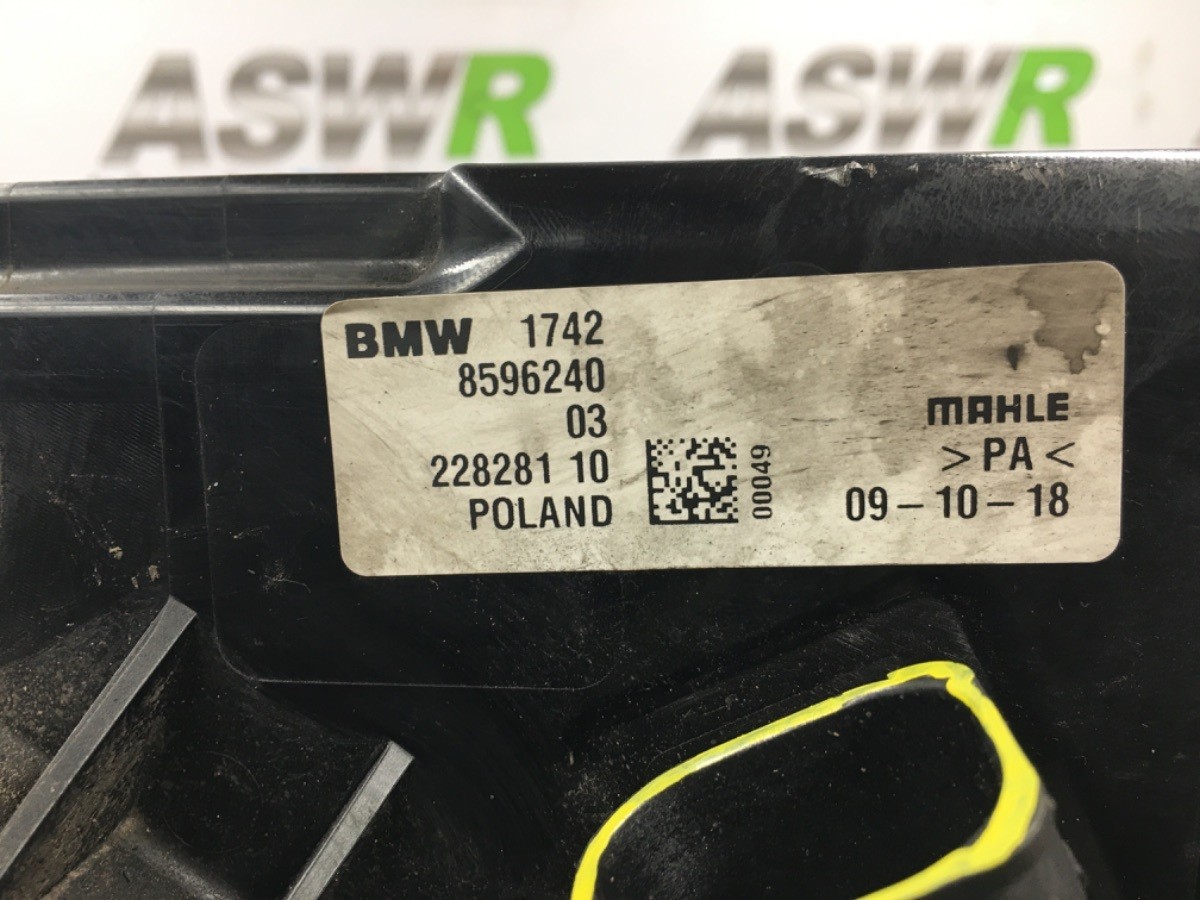 ASWR ASWR
BMW 1742
8596240
03
228281 10
POLAND
00049
MAHLE
>PA<
09-10-18